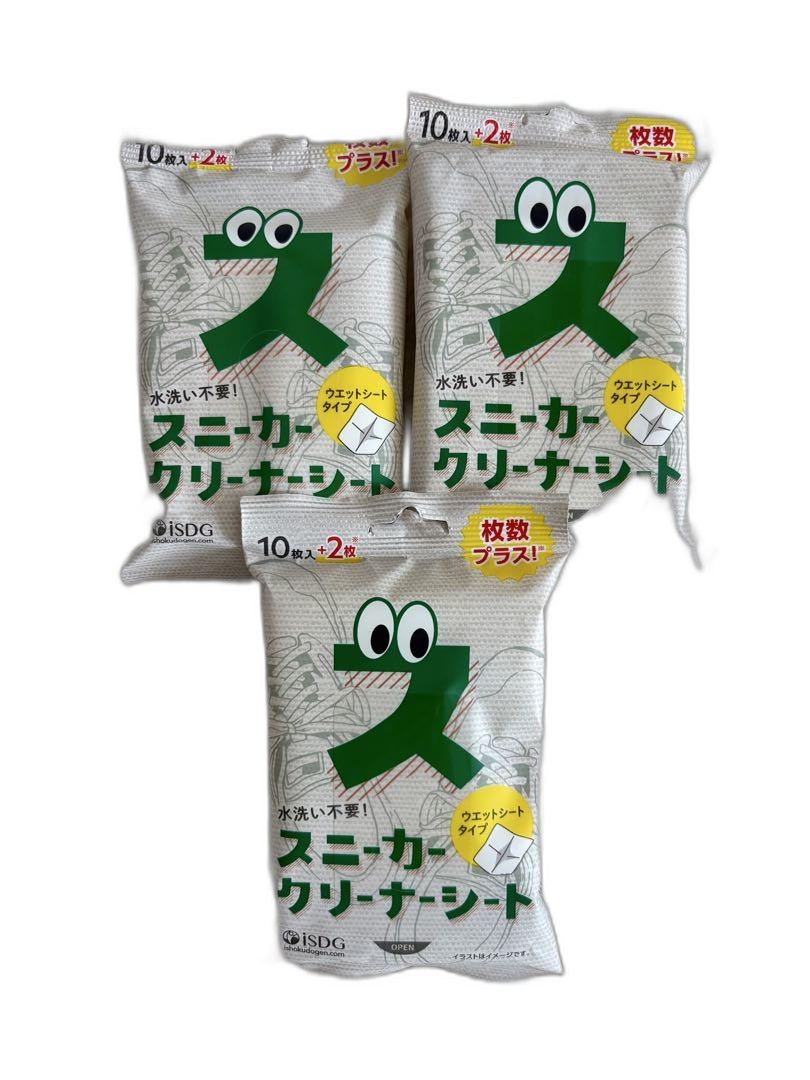 10枚入+2枚
枚数
プラス!
ス
水洗い不要!
ウエットシート
タイプ
スニーカー
クリーナーシート
iSDG
ishokudogen.com
10枚入+2枚※
枚数
プラス!※
ス
水洗い不要!
ウエットシート
タイプ
スニーカー
クリーナーシート
10枚入+2枚※
枚数
プラス!※
ス
水洗い不要!
ウエットシート
タイプ
スニーカー
クリーナーシート
iSDG
ishokudogen.com
OPEN
イラストはイメージです。